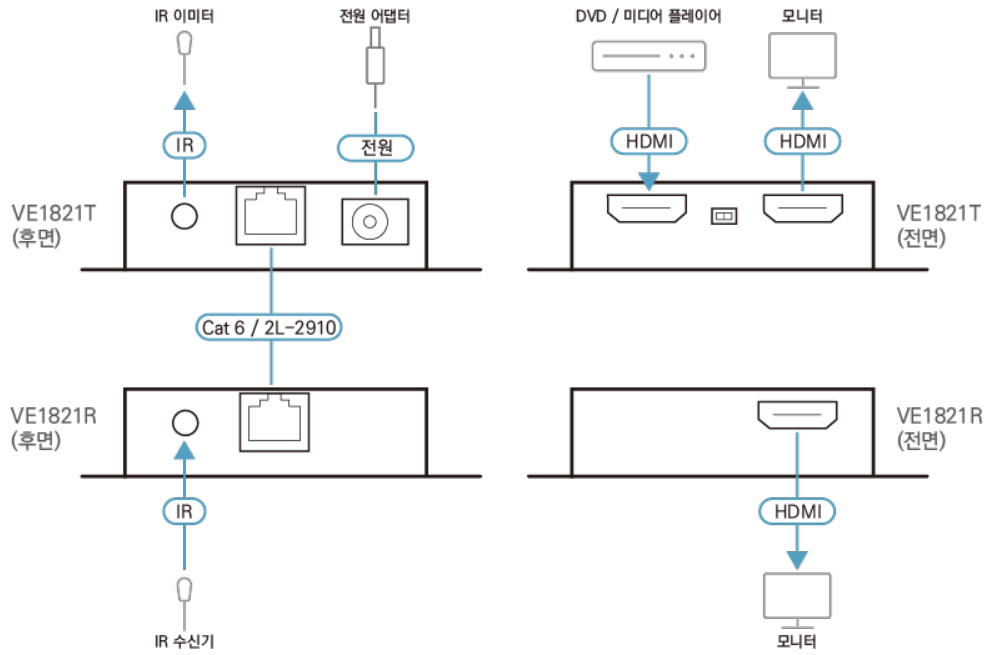 IR 이미터
전원 어댑터
DVD / 미디어 플레이어
모니터
IR
전원
HDMI
HDMI
VE1821T
(후면)
VE1821T
(전면)
Cat 6 / 2L-2910
VE1821R
(후면)
VE1821R
(전면)
IR
HDMI
IR 수신기
모니터